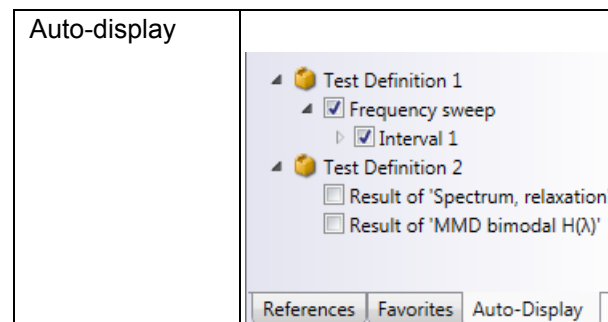 Auto-display
Test Definition 1
Frequency sweep
Interval 1
Test Definition 2
Result of 'Spectrum, relaxation'
Result of 'MMD bimodal H(λ)'
References Favorites Auto-Display